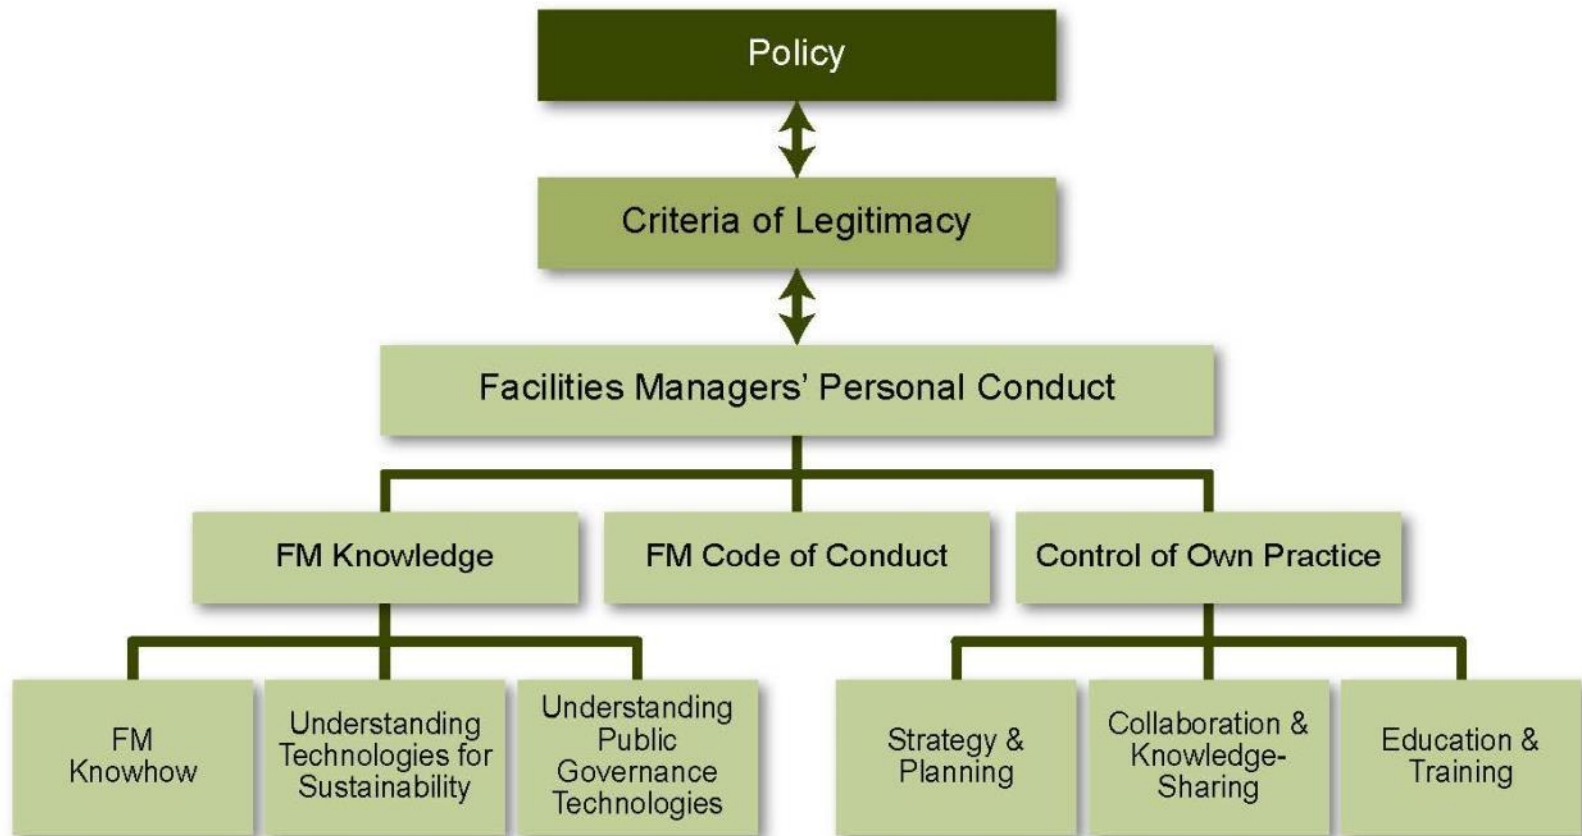 Policy
Criteria of Legitimacy
Facilities Managers’ Personal Conduct
FM Knowledge
FM Code of Conduct
Control of Own Practice
FM
Knowhow
Understanding
Technologies for
Sustainability
Understanding
Public
Governance
Technologies
Strategy &
Planning
Collaboration &
Knowledge-
Sharing
Education &
Training